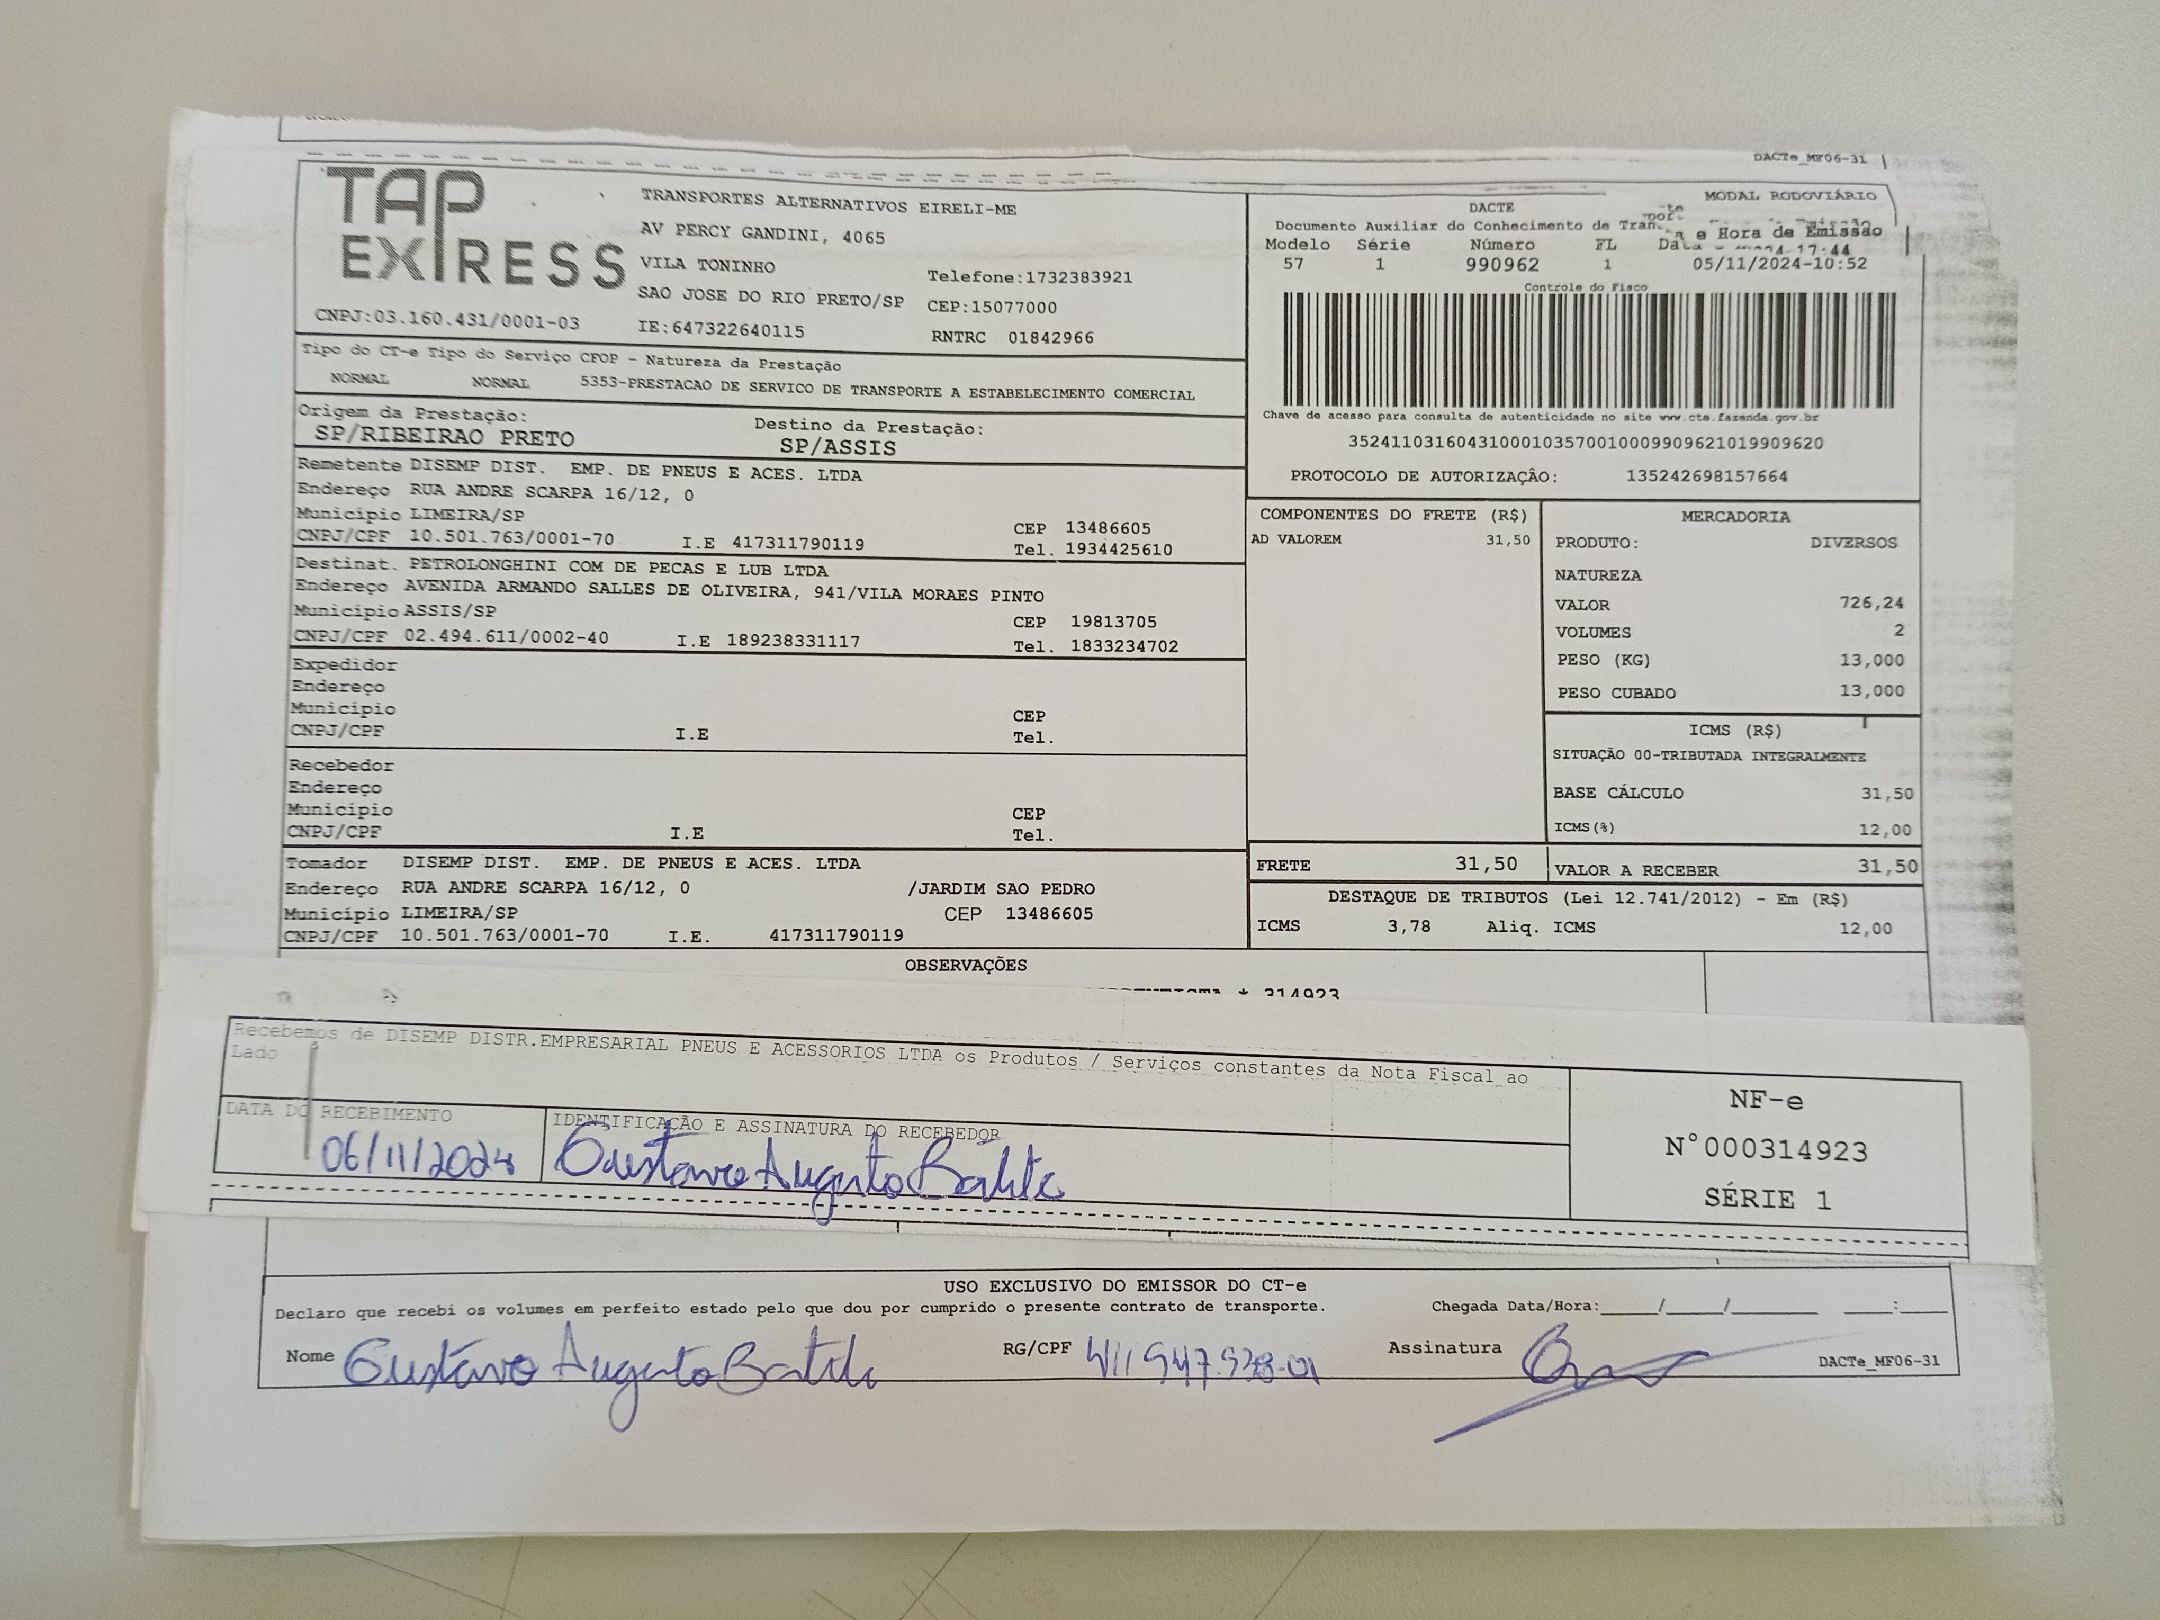 DACTe_MF06-31
TAP
EXPRESS
TRANSPORTES ALTERNATIVOS EIRELI-ME
AV PERCY GANDINI, 4065
VILA TONINHO
Telefone:1732383921
SAO JOSE DO RIO PRETO/SP CEP:15077000
CNPJ:03.160.431/0001-03 IE:647322640115 RNTRC 01842966
MODAL RODOVIÁRIO
DACTE
Documento Auxiliar do Conhecimento de
e Hora de Emissão
Modelo Série Número FL
17:44
57 1 990962 1 05/11/2024-10:52
Controle do Fisco
Chave de acesso para consulta de autenticidade no site www.cte.fazenda.gov.br
35241103160431000103570010009909621019909620
PROTOCOLO DE AUTORIZAÇÂO: 135242698157664
Tipo do CT-e Tipo do Serviço CFOP - Natureza da Prestação
NORMAL NORMAL 5353-PRESTACAO DE SERVICO DE TRANSPORTE A ESTABELECIMENTO COMERCIAL
Origem da Prestação: Destino da Prestação:
SP/RIBEIRAO PRETO SP/ASSIS
Remetente DISEMP DIST. EMP. DE PNEUS E ACES. LTDA
Endereço RUA ANDRE SCARPA 16/12, 0
Município LIMEIRA/SP CEP 13486605
CNPJ/CPF 10.501.763/0001-70 I.E 417311790119 Tel. 1934425610
Destinat. PETROLONGHINI COM DE PECAS E LUB LTDA
Endereço AVENIDA ARMANDO SALLES DE OLIVEIRA, 941/VILA MORAES PINTO
Município ASSIS/SP CEP 19813705
CNPJ/CPF 02.494.611/0002-40 I.E 189238331117 Tel. 1833234702
Expedidor
Endereço
Município CEP
CNPJ/CPF I.E Tel.
Recebedor
Endereço
Município CEP
CNPJ/CPF I.E Tel.
Tomador DISEMP DIST. EMP. DE PNEUS E ACES. LTDA
Endereço RUA ANDRE SCARPA 16/12, 0 /JARDIM SAO PEDRO
Município LIMEIRA/SP CEP 13486605
CNPJ/CPF 10.501.763/0001-70 I.E. 417311790119
COMPONENTES DO FRETE (R$)
AD VALOREM 31,50
MERCADORIA
PRODUTO: DIVERSOS
NATUREZA
VALOR 726,24
VOLUMES 2
PESO (KG) 13,000
PESO CUBADO 13,000
ICMS (R$)
SITUAÇÃO 00-TRIBUTADA INTEGRALMENTE
BASE CÁLCULO 31,50
ICMS(%) 12,00
FRETE 31,50 VALOR A RECEBER 31,50
DESTAQUE DE TRIBUTOS (Lei 12.741/2012) - Em (R$)
ICMS 3,78 Aliq. ICMS 12,00
OBSERVAÇÕES
* 314923
Recebemos de DISEMP DISTR.EMPRESARIAL PNEUS E ACESSORIOS LTDA os Produtos / Serviços constantes da Nota Fiscal ao
Lado
DATA DO RECEBIMENTO IDENTIFICAÇÃO E ASSINATURA DO RECEBEDOR
06/11/2024 Gustavo Augusto
NF-e
N°000314923
SÉRIE 1
USO EXCLUSIVO DO EMISSOR DO CT-e
Declaro que recebi os volumes em perfeito estado pelo que dou por cumprido o presente contrato de transporte. Chegada Data/Hora:_____/_____/_______ ____:____
Nome Gustavo Augusto RG/CPF Assinatura
DACTe_MF06-31